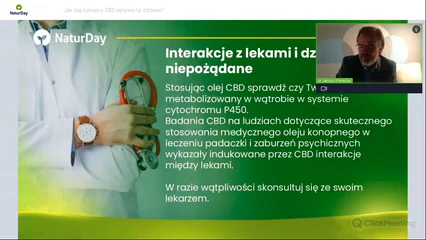 NaturDay
Jak olej konopny CBD wpływa na zdrowie?
NaturDay
Interakcje z lekami i dz
niepożądane
Stosując olej CBD sprawdź czy Tw
metabolizowany w wątrobie w systemie
cytochromu P450.
Badania CBD na ludziach dotyczące skutecznego
stosowania medycznego oleju konopnego w
leczeniu padaczki i zaburzeń psychicznych
wykazały indukowane przez CBD interakcje
między lekami.
W razie wątpliwości skonsultuj się ze swoim
lekarzem.
ClickMeeting